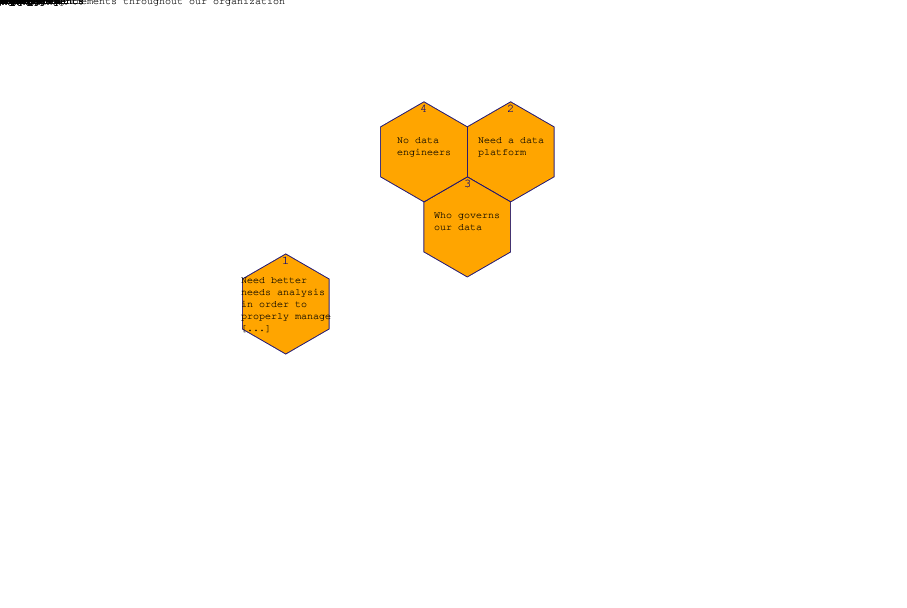 ements throughout our organization
4
No data
engineers
2
Need a data
platform
3
Who governs
our data
1
Need better
needs analysis
in order to
properly manage
[...]